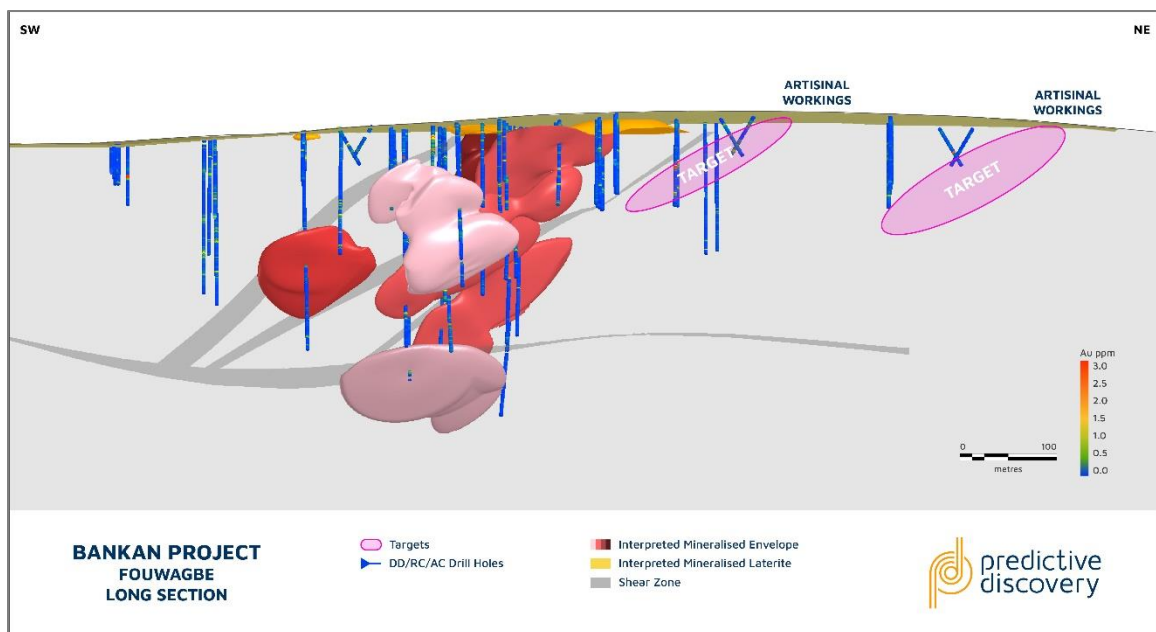 SW
NE
ARTISINAL
WORKINGS
ARTISINAL
WORKINGS
TARGET
TARGET
Au ppm
3.0
2.5
2.0
1.5
1.0
0.5
0.0
0
100
metres
BANKAN PROJECT
FOUWAGBE
LONG SECTION
Targets
DD/RC/AC Drill Holes
Interpreted Mineralised Envelope
Interpreted Mineralised Laterite
Shear Zone
predictive
discovery